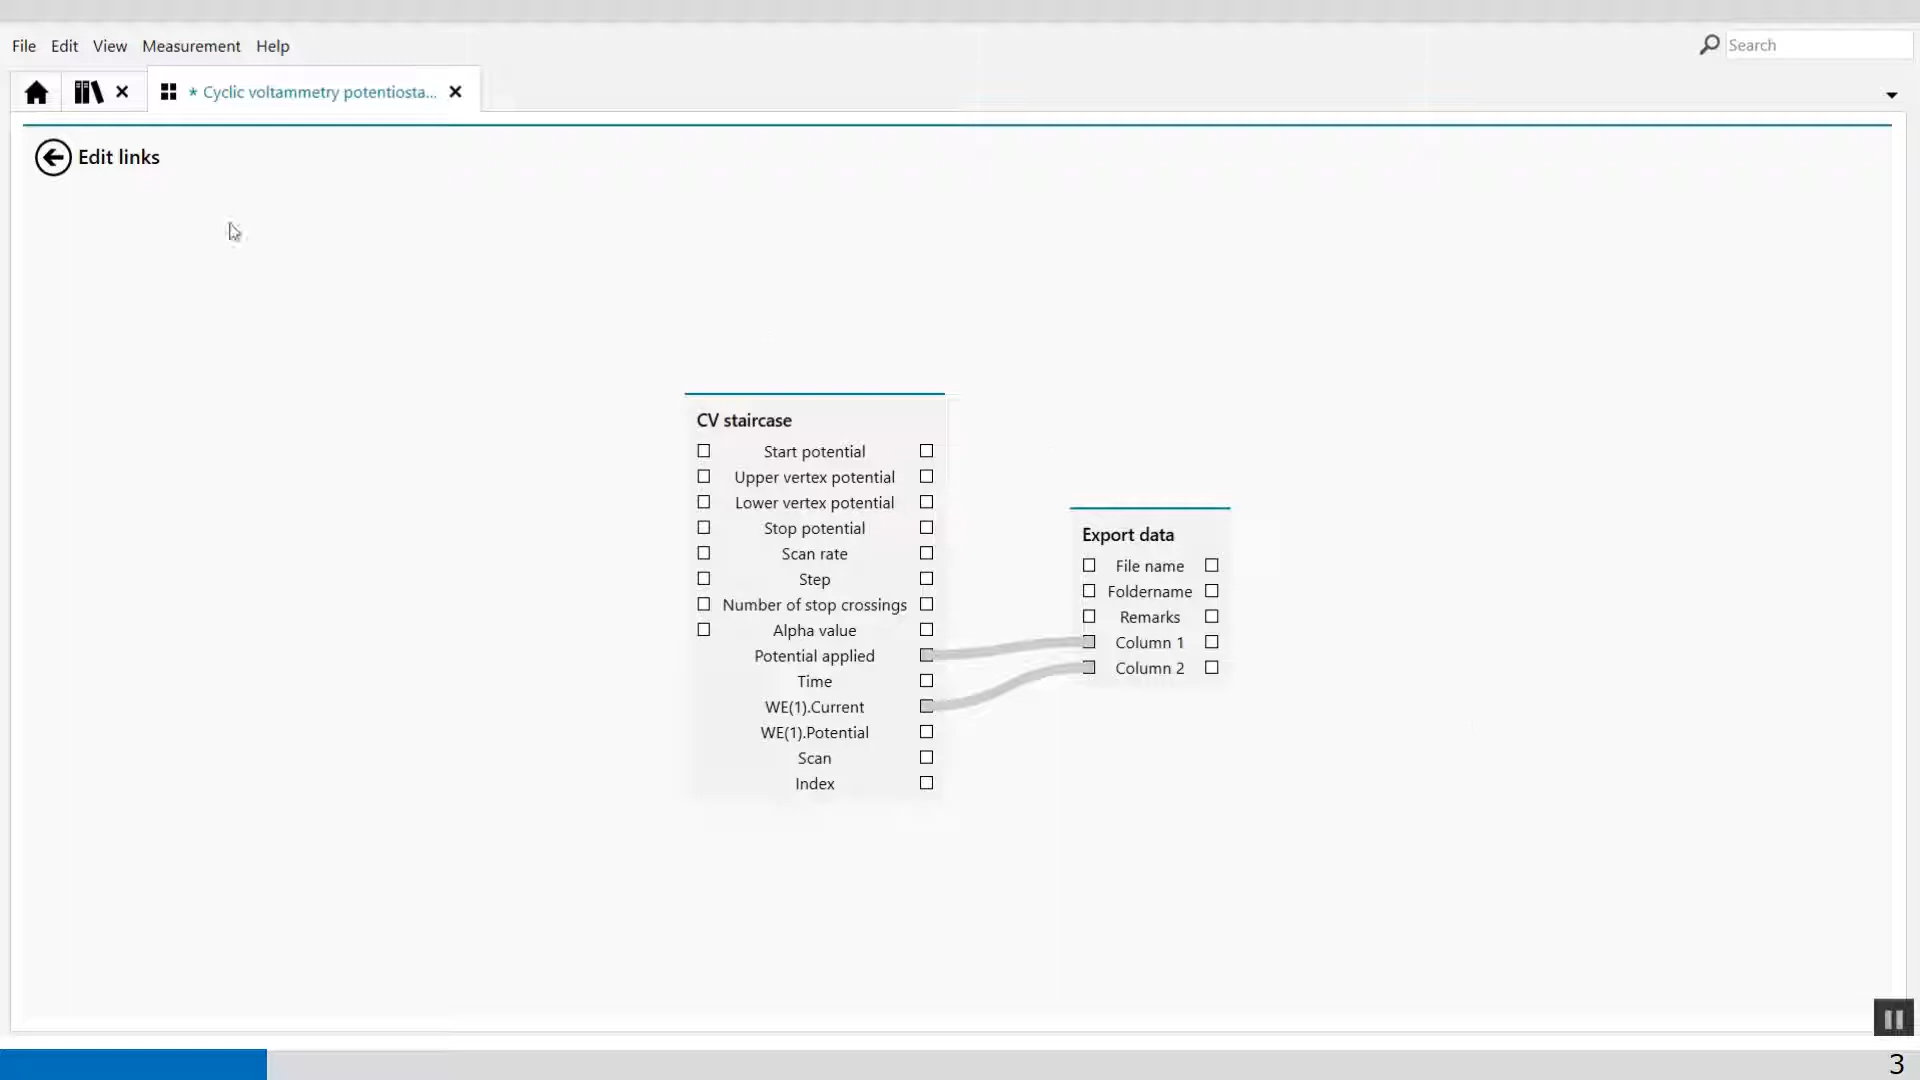 File Edit View Measurement Help
Search
* Cyclic voltammetry potentiosta...
Edit links
CV staircase
Start potential
Upper vertex potential
Lower vertex potential
Stop potential
Scan rate
Step
Number of stop crossings
Alpha value
Potential applied
Time
WE(1).Current
WE(1).Potential
Scan
Index
Export data
File name
Foldername
Remarks
Column 1
Column 2
3